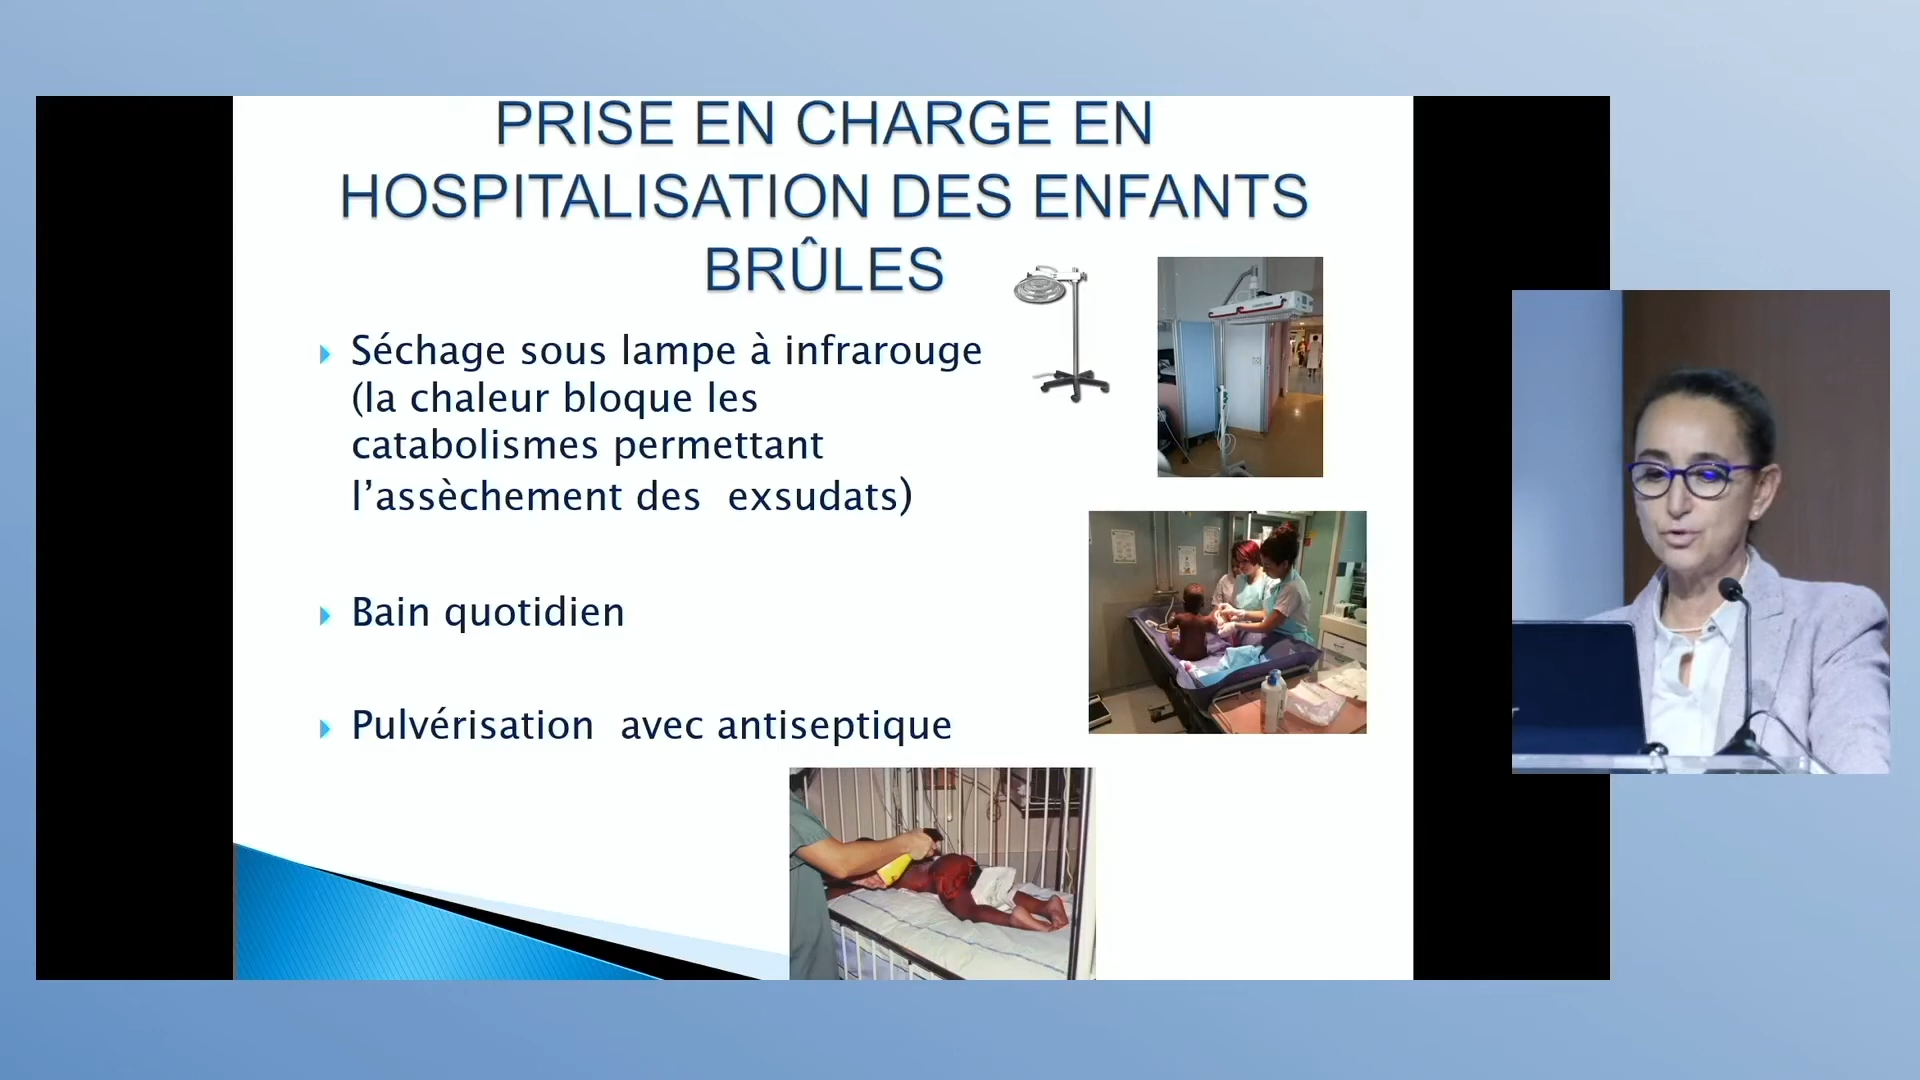 PRISE EN CHARGE EN
HOSPITALISATION DES ENFANTS
BRÛLES
Séchage sous lampe à infrarouge
(la chaleur bloque les
catabolismes permettant
l’assèchement des  exsudats)
Bain quotidien
Pulvérisation  avec antiseptique